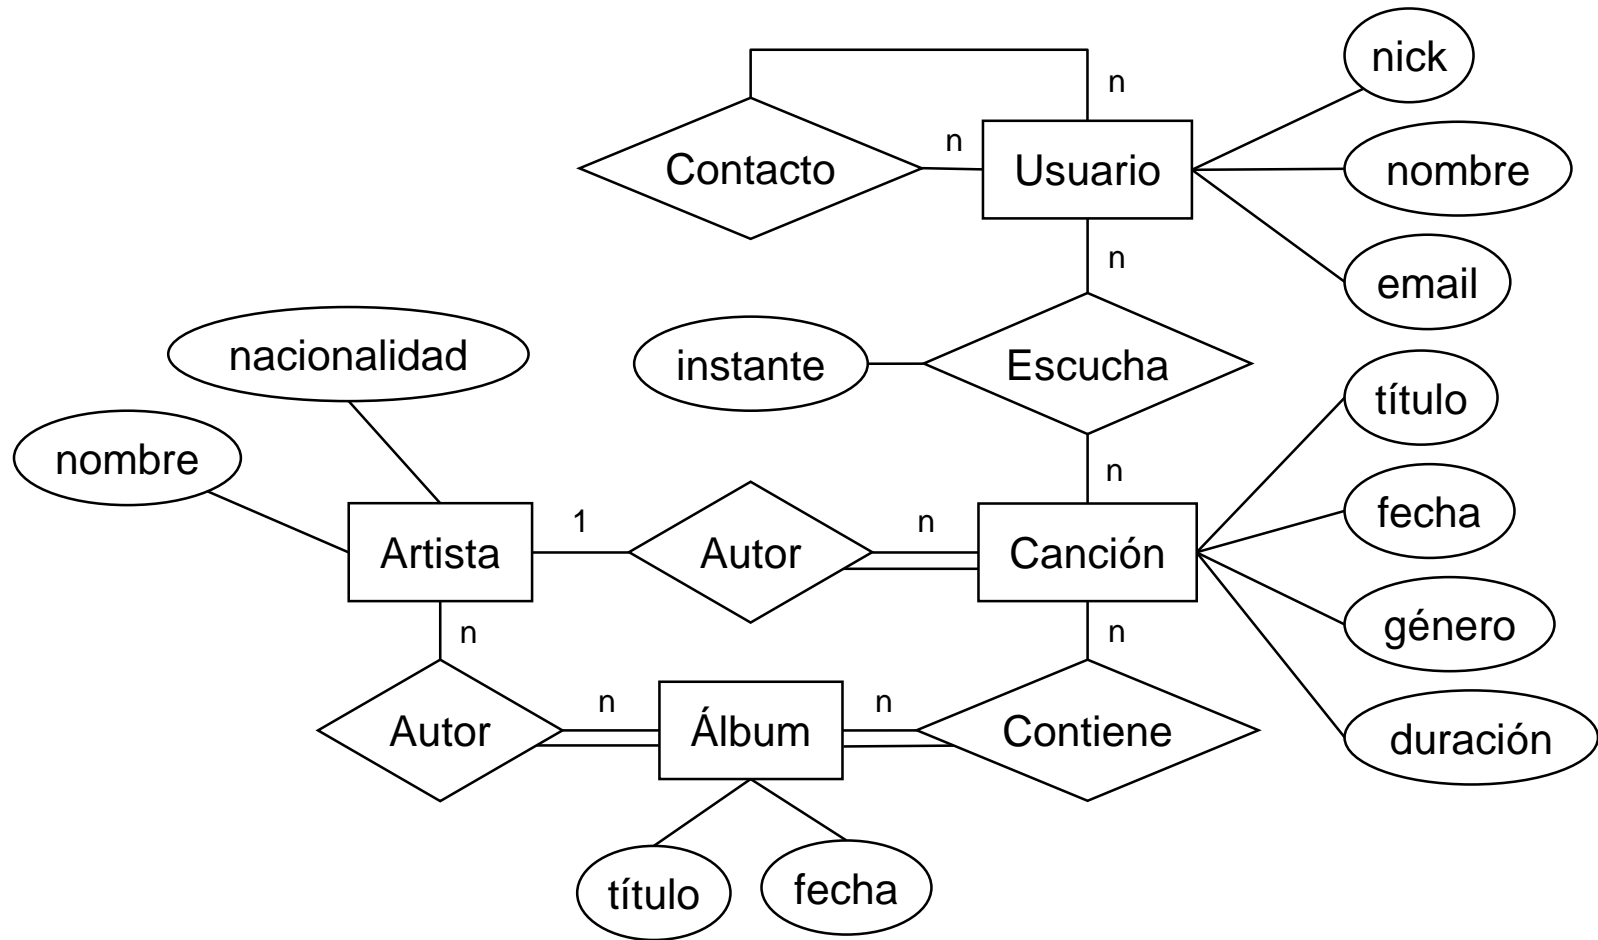 nick
n
Contacto
n
Usuario
nombre
n
email
nacionalidad
instante
Escucha
título
nombre
n
Artista
1
Autor
n
Canción
fecha
n
n
género
Autor
n
Álbum
n
Contiene
duración
título
fecha